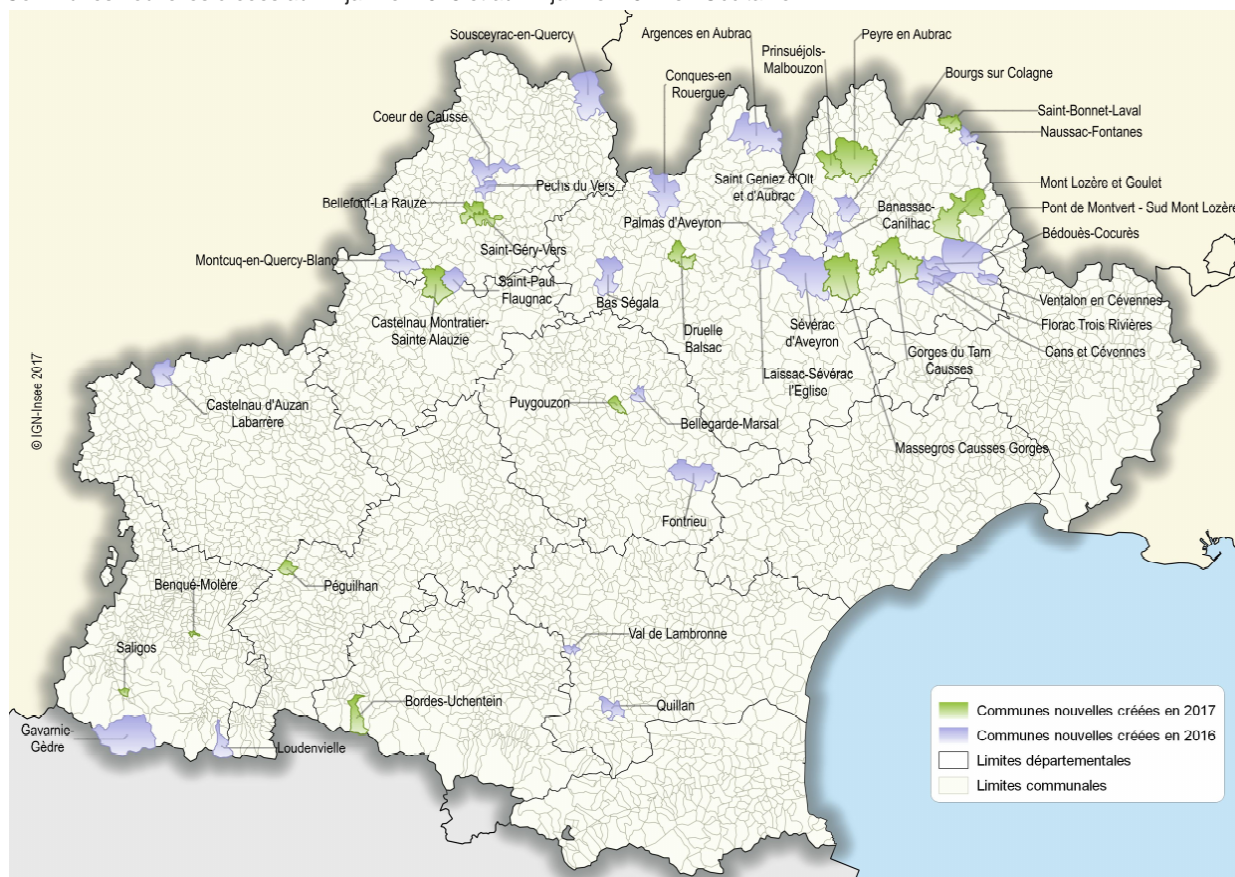 Sousceyrac-en-Quercy
Argences en Aubrac
Peyre en Aubrac
Prinsuéjols-
Malbouzon
Conques-en
Rouergue
Bourgs sur Colagne
Coeur de Causse
Saint-Bonnet-Laval
Naussac-Fontanes
Pechs du Vers
Saint Geniez d'Olt
et d'Aubrac
Mont Lozère et Goulet
Bellefont-La Rauze
Banassac-
Canilhac
Pont de Montvert - Sud Mont Lozère
Palmas d'Aveyron
Bédouès-Cocurès
Saint-Géry-Vers
Montcuq-en-Quercy-Blanc
Saint-Paul
Flaugnac
Bas Ségala
Ventalon en Cévennes
Castelnau Montratier-
Sainte Alauzie
Druelle
Balsac
Sévérac
d'Aveyron
Florac Trois Rivières
Gorges du Tarn
Causses
Cans et Cévennes
Laissac-Sévérac
l'Eglise
© IGN-Insee 2017
Castelnau d'Auzan
Labarrère
Puygouzon
Bellegarde-Marsal
Massegros Causses Gorges
Fontrieu
Benqué-Molère
Péguilhan
Saligos
Val de Lambronne
Bordes-Uchentein
Quillan
Gavarnie-
Gèdre
Loudenvielle
Communes nouvelles créées en 2017
Communes nouvelles créées en 2016
Limites départementales
Limites communales